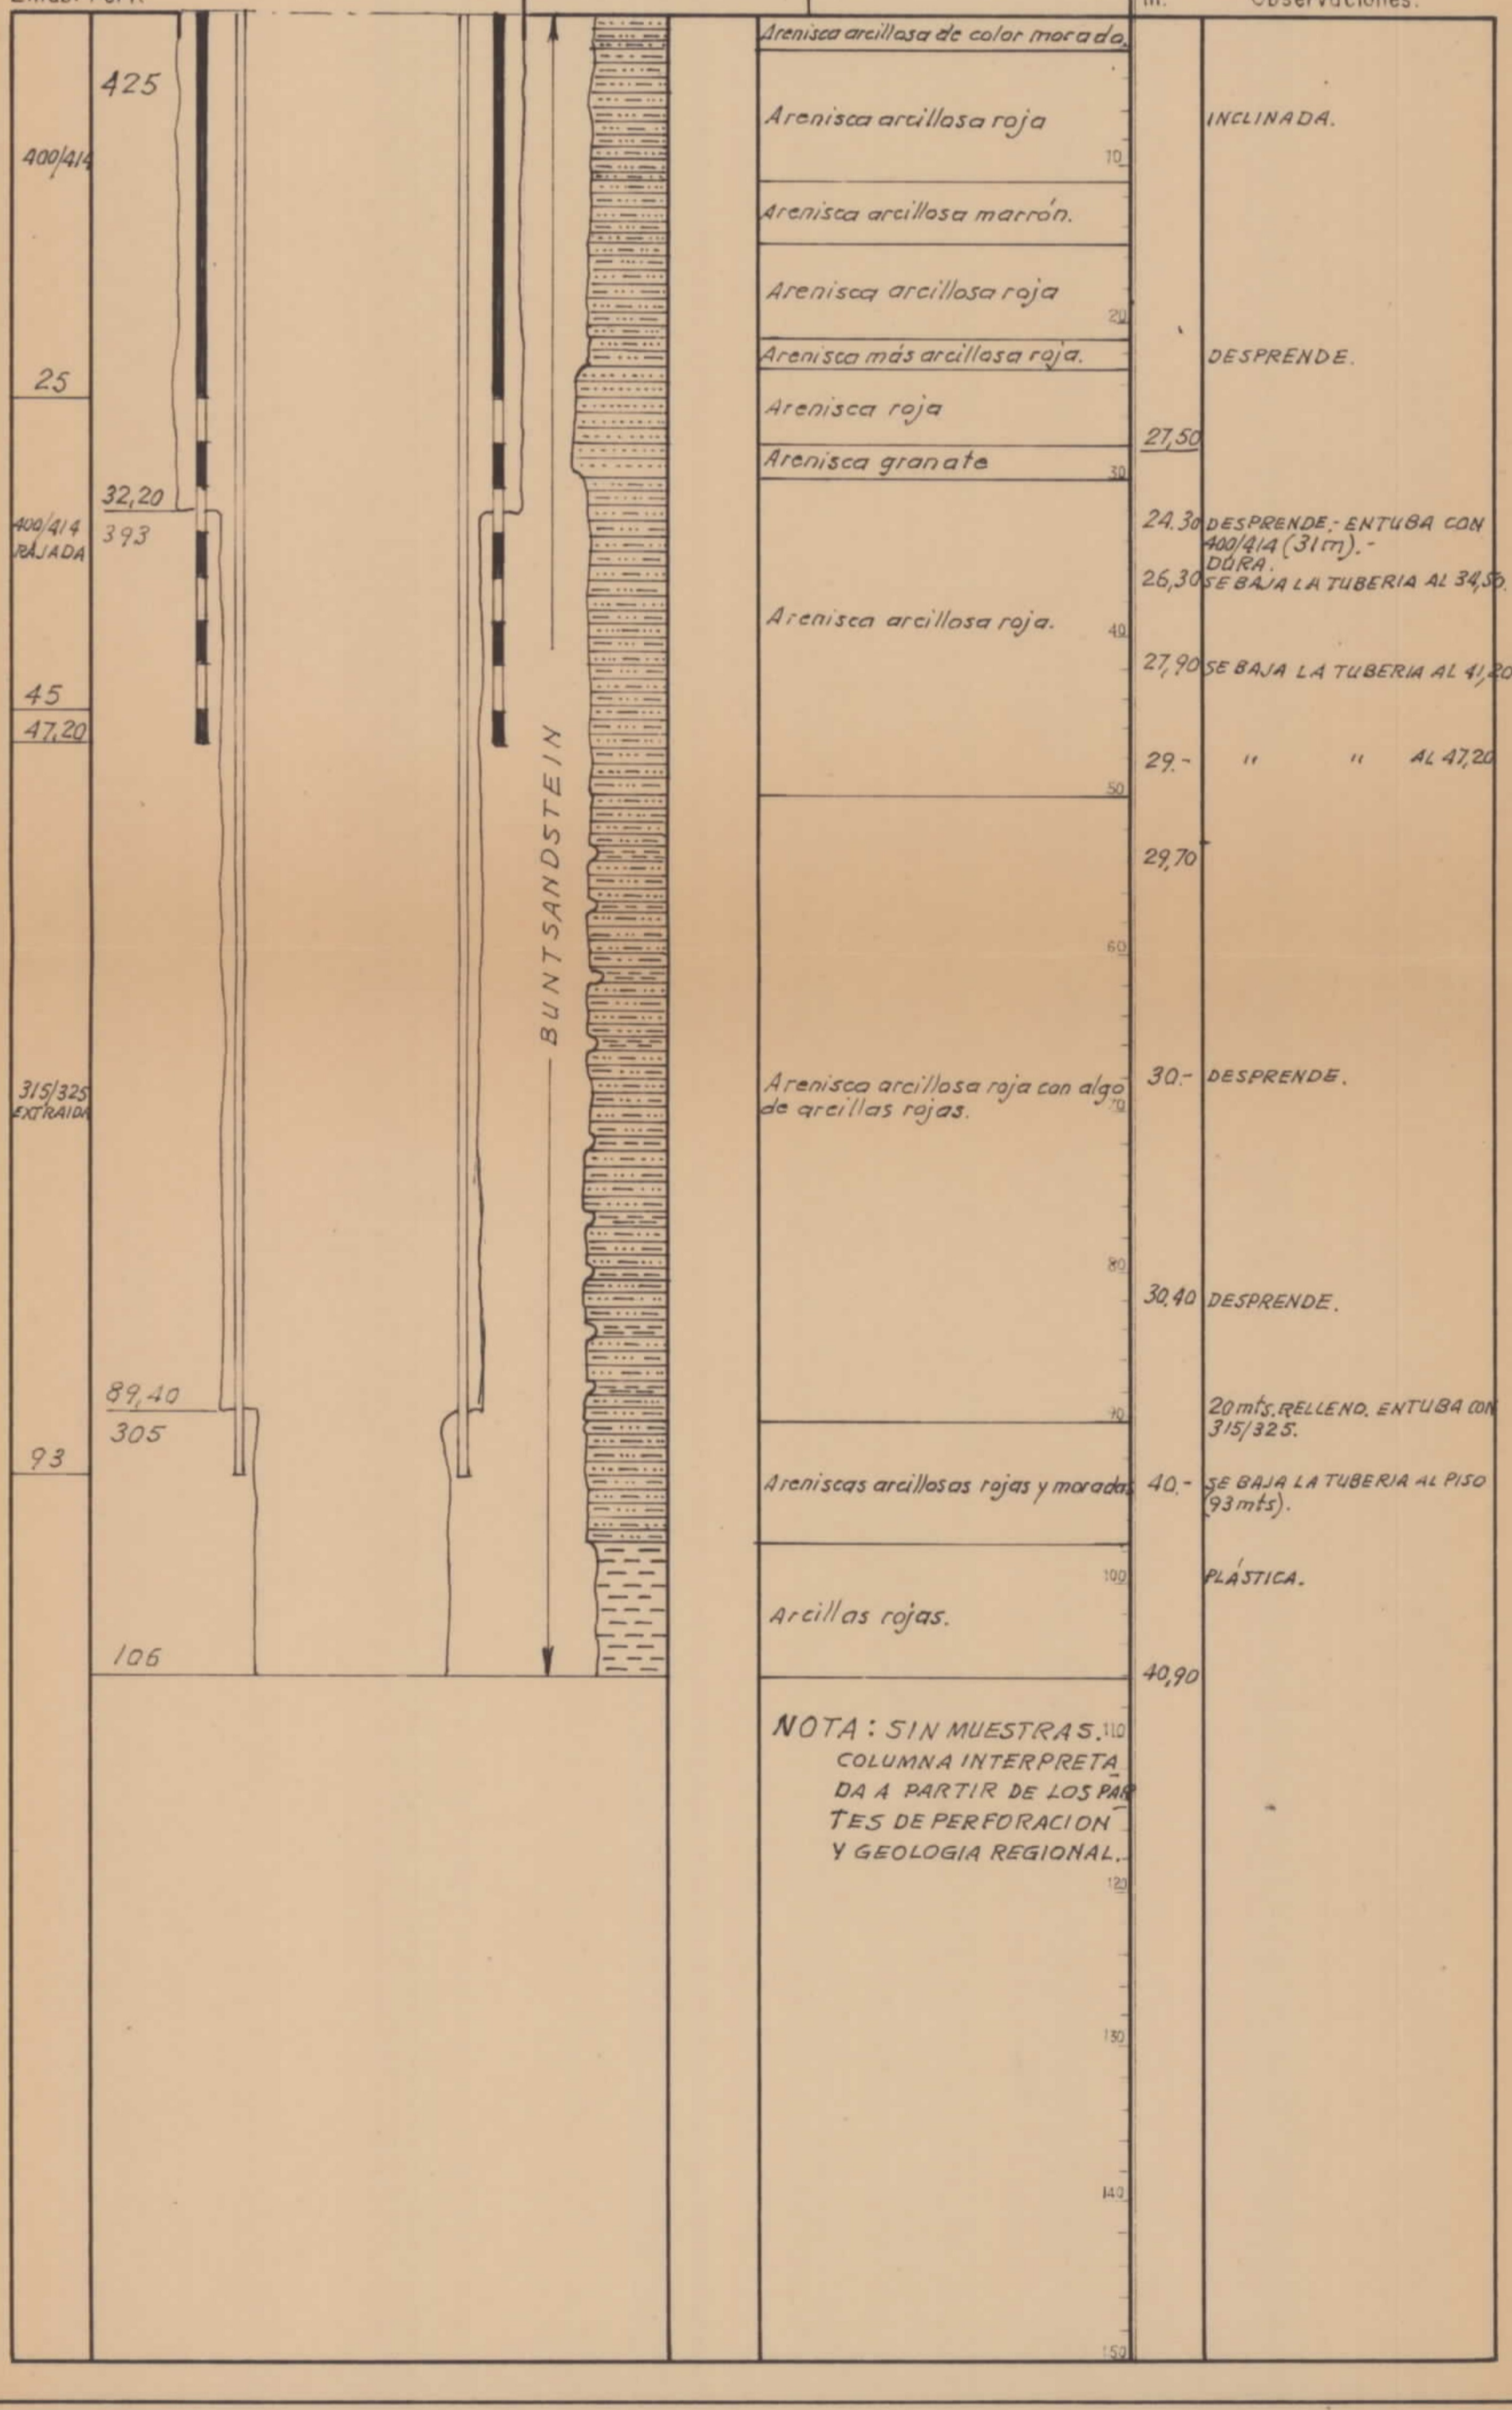 m.
Observaciones.
425
400/414
25
32,20
393
400/414
RAJADA
45
47,20
315/325
EXTRAIDA
89,40
305
93
106
BUNTSANDSTEIN
Arenisca arcillosa de color morado.
Arenisca arcillosa roja
10
Arenisca arcillosa marrón.
Arenisca arcillosa roja
20
Arenisca más arcillosa roja.
Arenisca roja
Arenisca granate
30
Arenisca arcillosa roja.
40
50
60
Arenisca arcillosa roja con algo
de arcillas rojas.
70
80
90
Areniscas arcillosas rojas y moradas
100
Arcillas rojas.
NOTA: SIN MUESTRAS.
110
COLUMNA INTERPRETA
DA A PARTIR DE LOS PAR
TES DE PERFORACION
Y GEOLOGIA REGIONAL.
120
130
140
150
INCLINADA.
DESPRENDE.
27,50
24.30 DESPRENDE.- ENTUBA CON
400/414 (31m).-
DURA.
26,30 SE BAJA LA TUBERIA AL 34,50.
27,90 SE BAJA LA TUBERIA AL 41,20
29.- " " AL 47,20
29,70
30.- DESPRENDE.
30,40 DESPRENDE.
20 mts. RELLENO. ENTUBA CON
315/325.
40.- SE BAJA LA TUBERIA AL PISO
(93 mts).
PLÁSTICA.
40,90